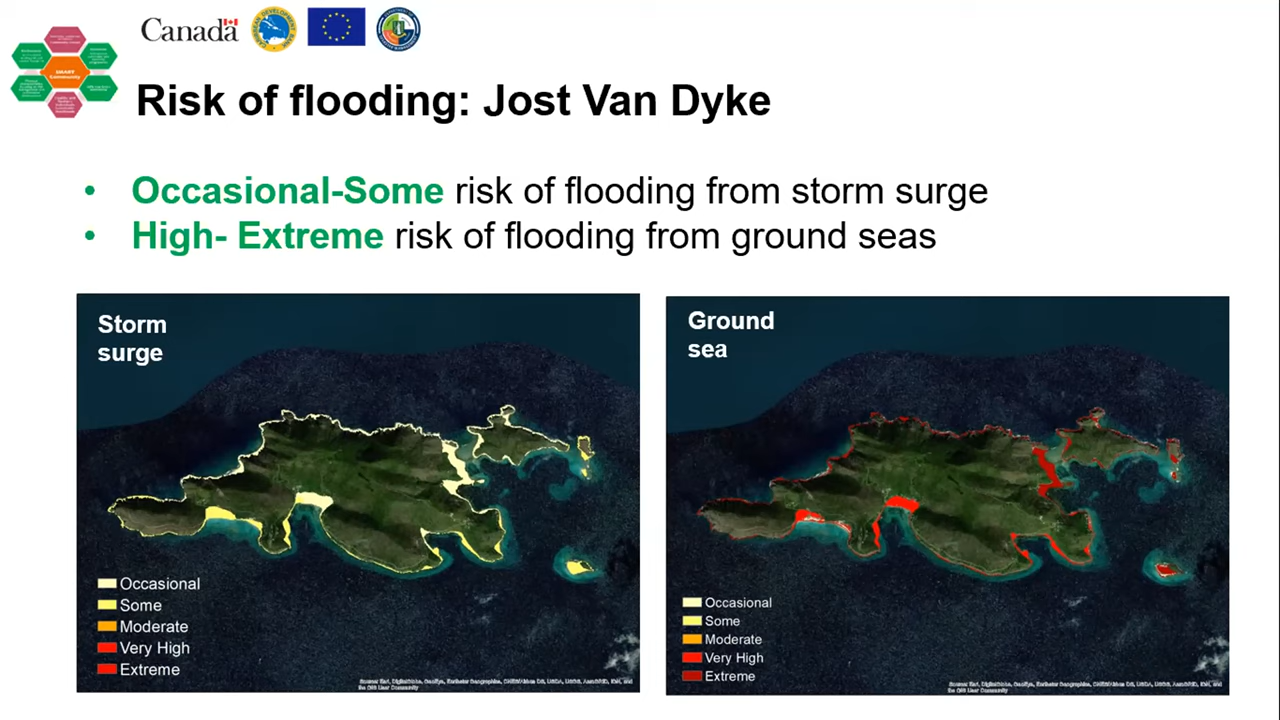 Canada
Risk of flooding: Jost Van Dyke
• Occasional-Some risk of flooding from storm surge
• High- Extreme risk of flooding from ground seas
Storm
surge
Occasional
Some
Moderate
Very High
Extreme
Ground
sea
Occasional
Some
Moderate
Very High
Extreme